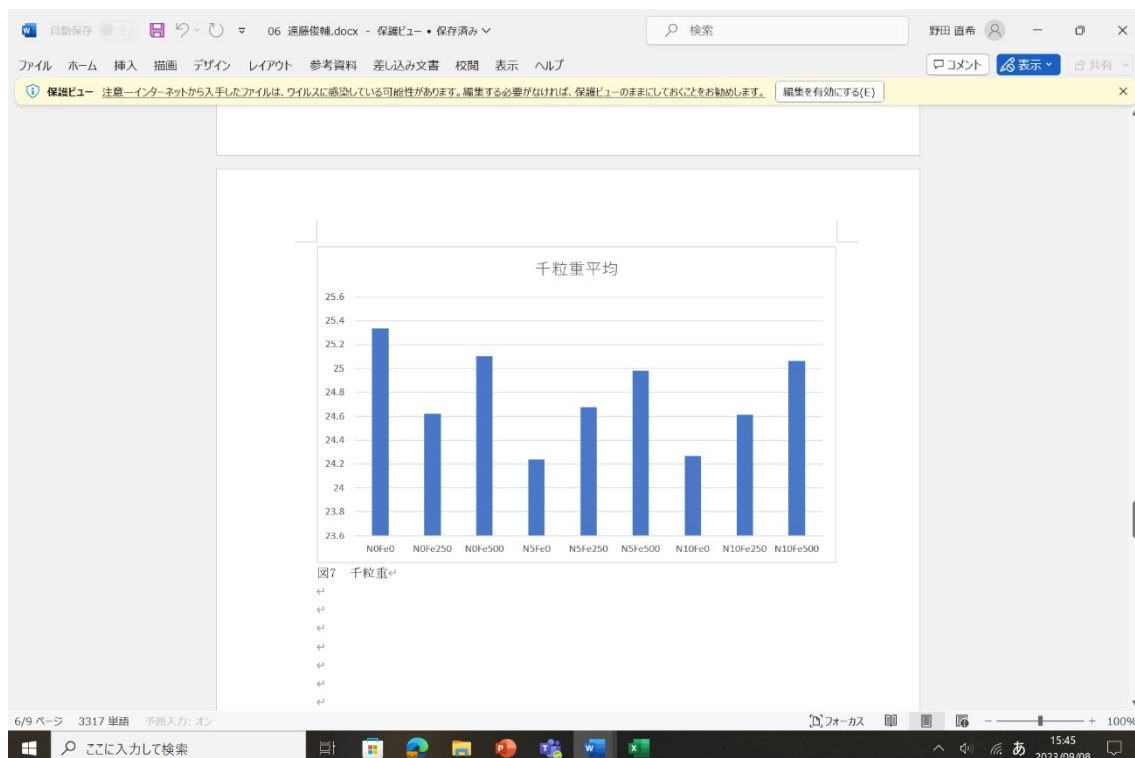 自動保存 オフ 06 遠藤俊輔.docx - 保護ビュー • 保存済み 検索 野田 直希
ファイル ホーム 挿入 描画 デザイン レイアウト 参考資料 差し込み文書 校閲 表示 ヘルプ コメント 表示 共有
保護ビュー 注意—インターネットから入手したファイルは、ウイルスに感染している可能性があります。編集する必要がなければ、保護ビューのままにしておくことをお勧めします。 編集を有効にする(E)
千粒重平均
25.6
25.4
25.2
25
24.8
24.6
24.4
24.2
24
23.8
23.6
N0Fe0 N0Fe250 N0Fe500 N5Fe0 N5Fe250 N5Fe500 N10Fe0 N10Fe250 N10Fe500
図7 千粒重
6/9 ページ 3317 単語 予測入力: オン フォーカス 100%
ここに入力して検索 あ 15:45
2023/09/08